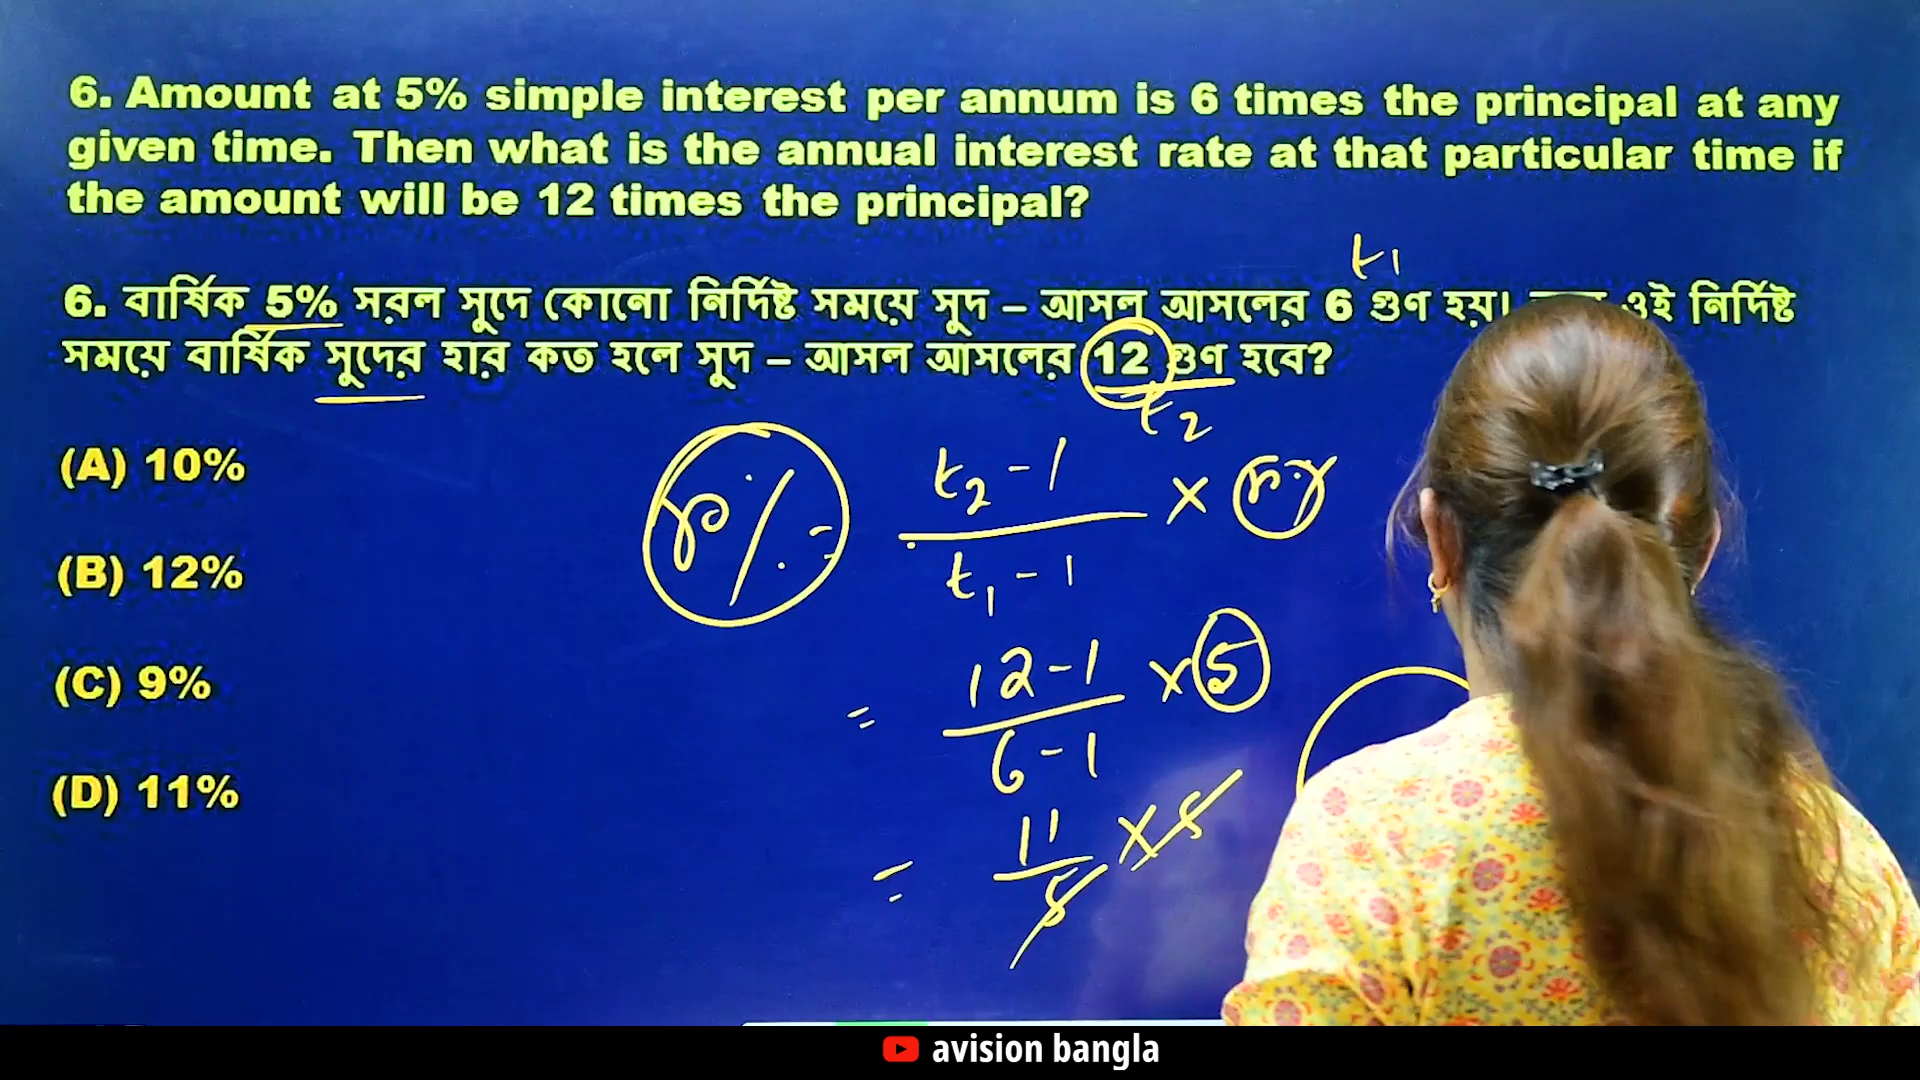 6. Amount at 5% simple interest per annum is 6 times the principal at any
given time. Then what is the annual interest rate at that particular time if
the amount will be 12 times the principal?
t1
6. বার্ষিক 5% সরল সুদে কোনো নির্দিষ্ট সময়ে সুদ – আসল আসলের 6 গুণ হয়। ওই নির্দিষ্ট
সময়ে বার্ষিক সুদের হার কত হলে সুদ – আসল আসলের 12 গুণ হবে?
t2
(A) 10%
(B) 12%
(C) 9%
(D) 11%
% = t2 - 1 / t1 - 1 ×
= 12 - 1 / 6 - 1 × 5
= 11 / 5 × 5
avision bangla